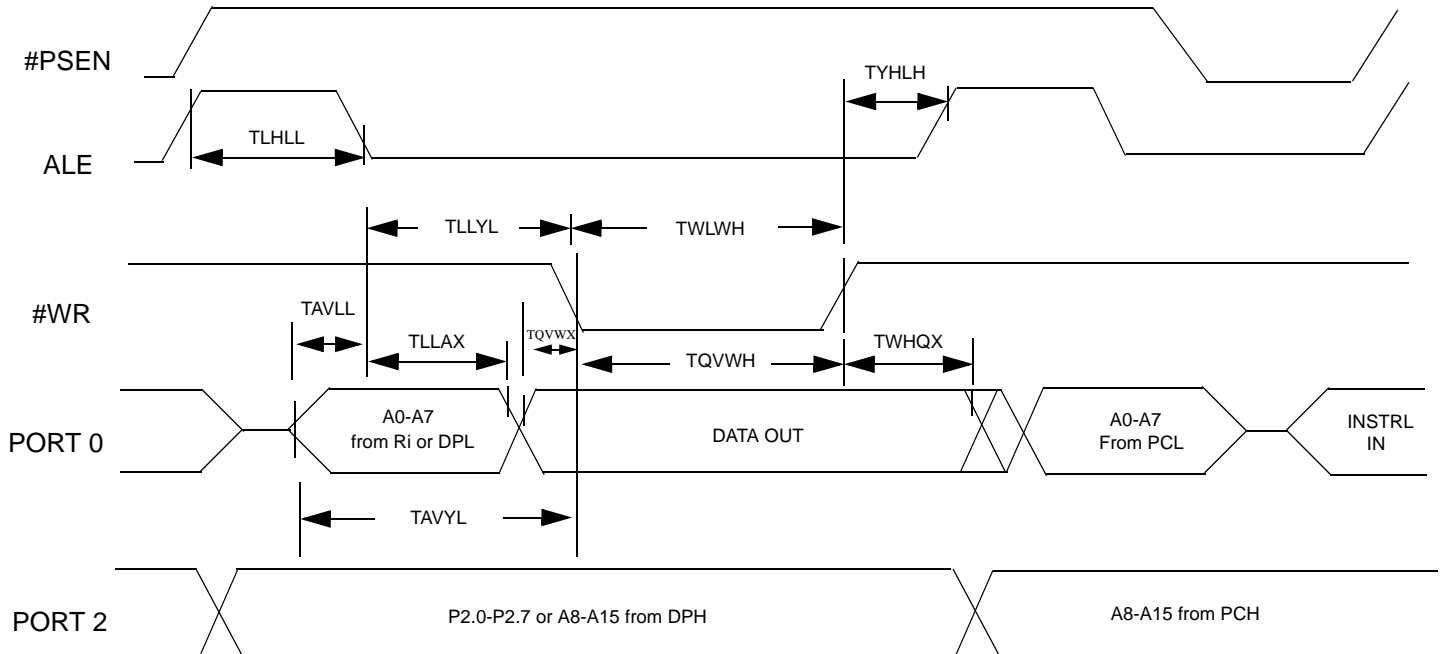 #PSEN
TYHLH
TLHLL
ALE
TLLYL
TWLWH
#WR
TAVLL
TLLAX
TQVWX
TQVWH
TWHQX
PORT 0
A0-A7
from Ri or DPL
DATA OUT
A0-A7
From PCL
INSTRL
IN
TAVYL
PORT 2
P2.0-P2.7 or A8-A15 from DPH
A8-A15 from PCH